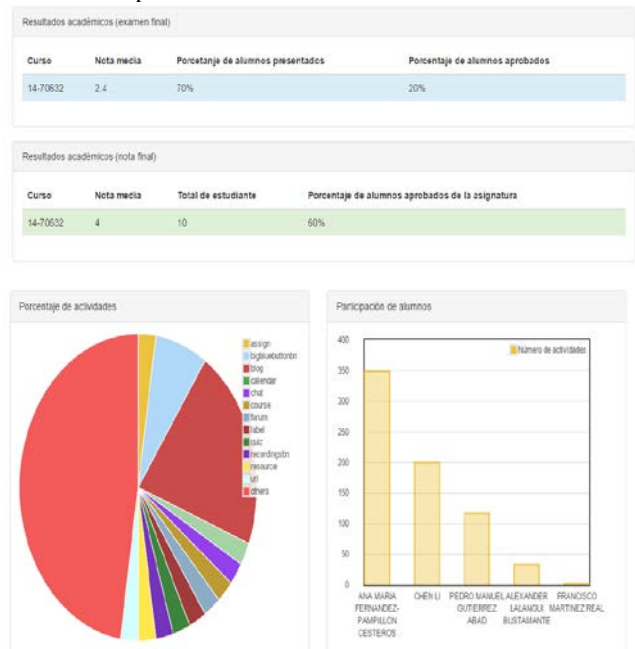 Resultados académicos (examen final)
Curso Nota media Porcetanje de alumnos presentados Porcentaje de alumnos aprobados
14-70632 2.4 70% 20%
Resultados académicos (nota final)
Curso Nota media Total de estudiante Porcentaje de alumnos aprobados de la asignatura
14-70632 4 10 60%
Porcentaje de actividades
assign
bigbluebuttonbn
blog
calendar
chat
course
forum
label
quiz
recordingsbn
resource
url
others
Participación de alumnos
Número de actividades
400
350
300
250
200
150
100
50
0
ANA MARIA FERNANDEZ-PAMPILLON CESTEROS
CHEN LI
PEDRO MANUEL GUTIERREZ ABAD
ALEXANDER LALANGUI BUSTAMANTE
FRANCISCO MARTINEZ REAL